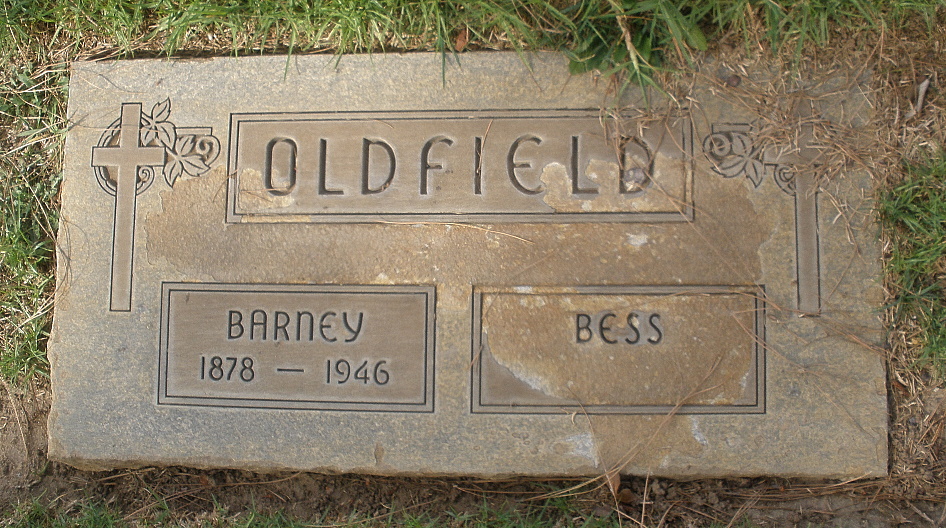 OLDFIELD
BARNEY
1878 — 1946
BESS